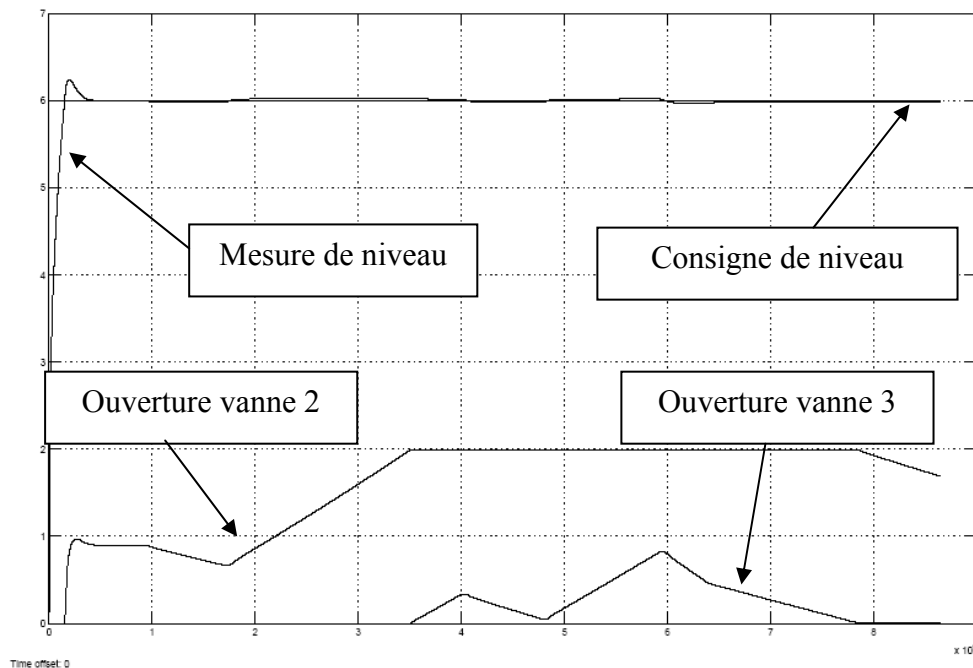 7
6
5
4
3
2
1
0
Mesure de niveau
Consigne de niveau
Ouverture vanne 2
Ouverture vanne 3
0 1 2 3 4 5 6 7 8
x 10
Time offset: 0